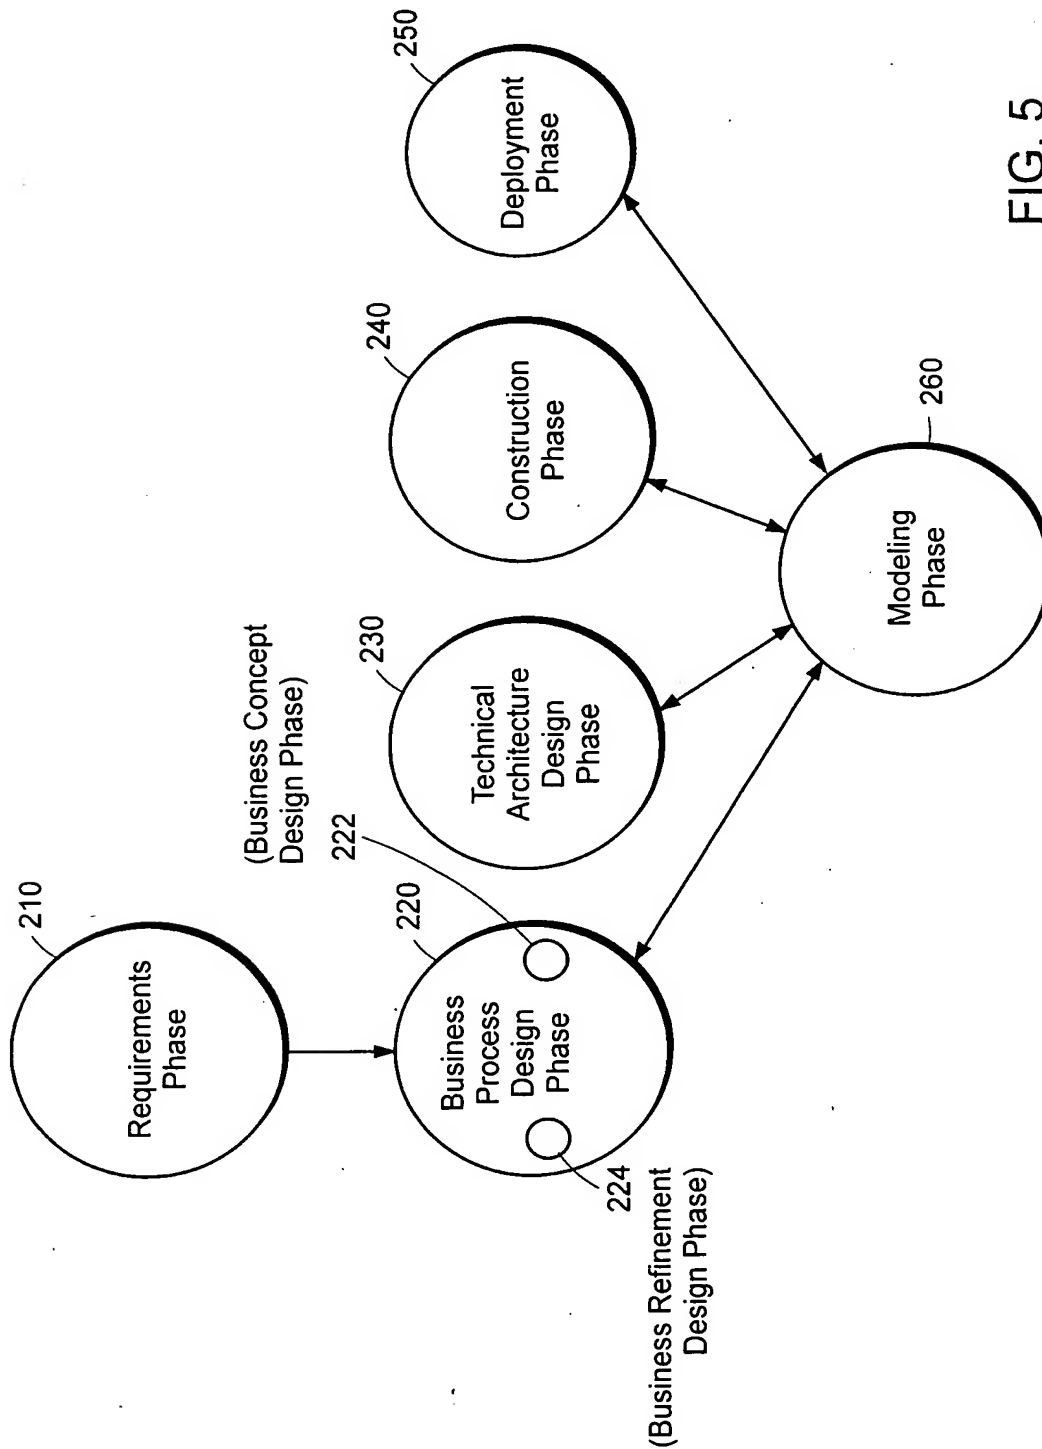 210
Requirements
Phase
(Business Concept
Design Phase)
222
220
Business
Process
Design
Phase
224
(Business Refinement
Design Phase)
230
Technical
Architecture
Design
Phase
240
Construction
Phase
250
Deployment
Phase
Modeling
Phase
260
FIG. 5